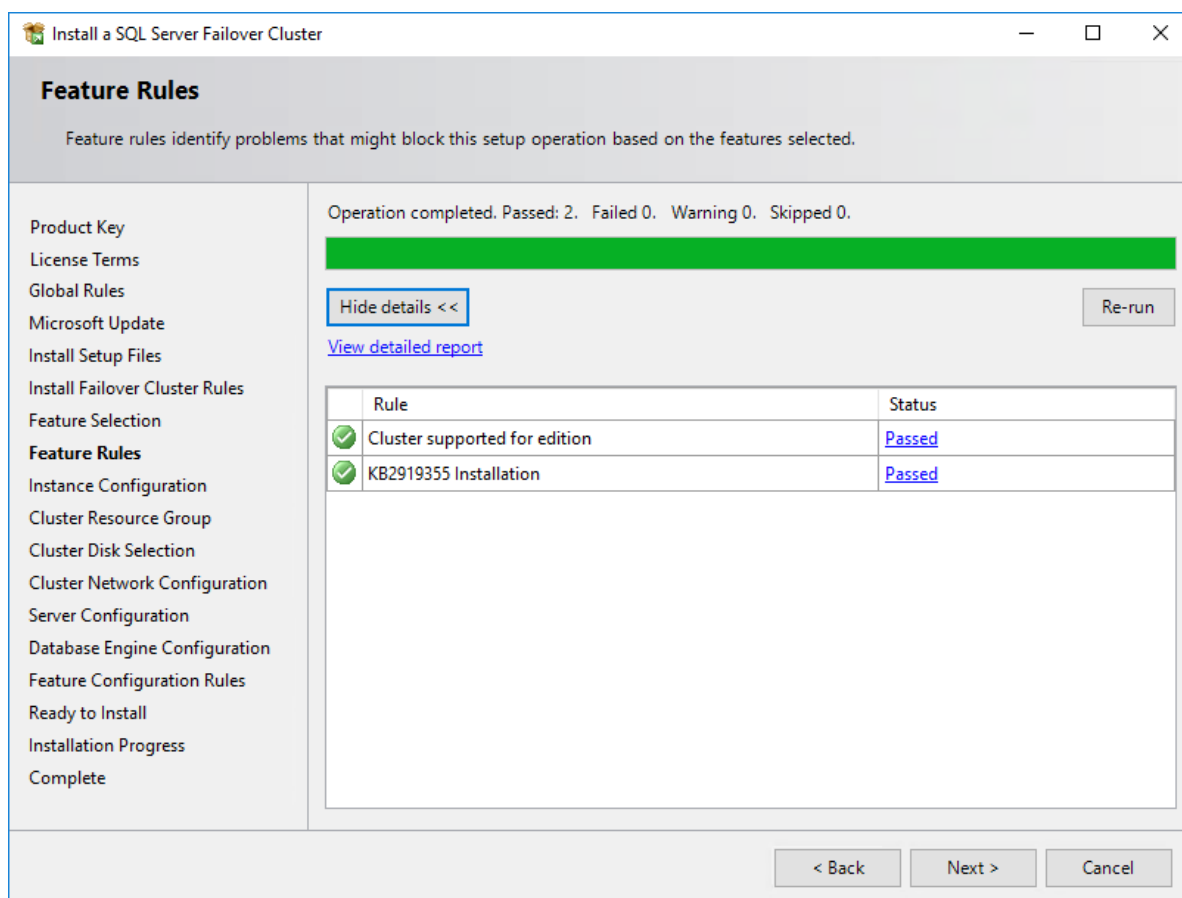 Install a SQL Server Failover Cluster
Feature Rules
Feature rules identify problems that might block this setup operation based on the features selected.
Product Key
License Terms
Global Rules
Microsoft Update
Install Setup Files
Install Failover Cluster Rules
Feature Selection
Feature Rules
Instance Configuration
Cluster Resource Group
Cluster Disk Selection
Cluster Network Configuration
Server Configuration
Database Engine Configuration
Feature Configuration Rules
Ready to Install
Installation Progress
Complete
Operation completed. Passed: 2. Failed 0. Warning 0. Skipped 0.
Hide details << Re-run
View detailed report
Rule Status
Cluster supported for edition Passed
KB2919355 Installation Passed
< Back Next > Cancel